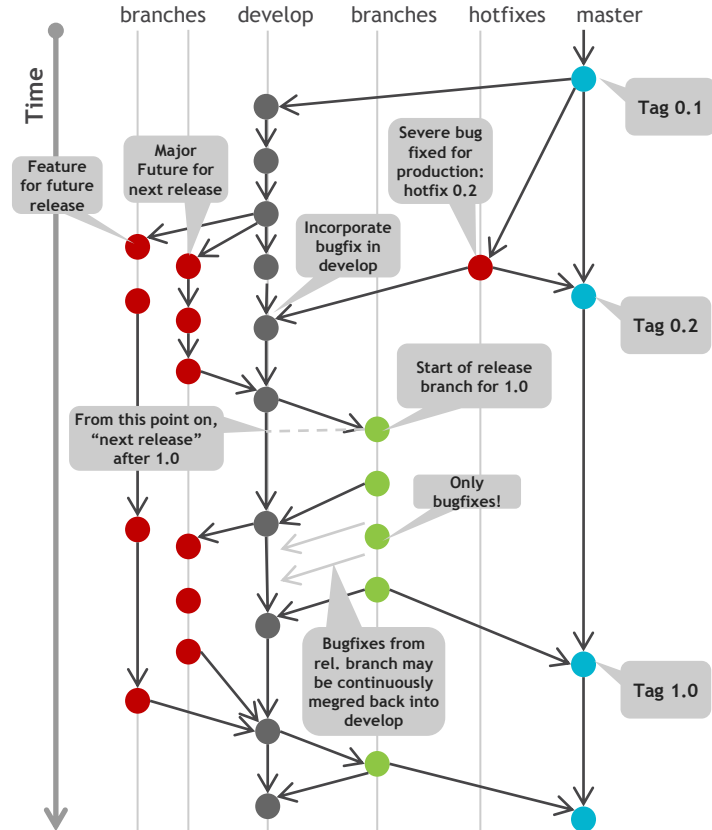 branches develop branches hotfixes master
Time
Tag 0.1
Severe bug
fixed for
production:
hotfix 0.2
Major
Future for
next release
Feature
for future
release
Incorporate
bugfix in
develop
Tag 0.2
Start of release
branch for 1.0
From this point on,
“next release”
after 1.0
Only
bugfixes!
Bugfixes from
rel. branch may
be continuously
megred back into
develop
Tag 1.0